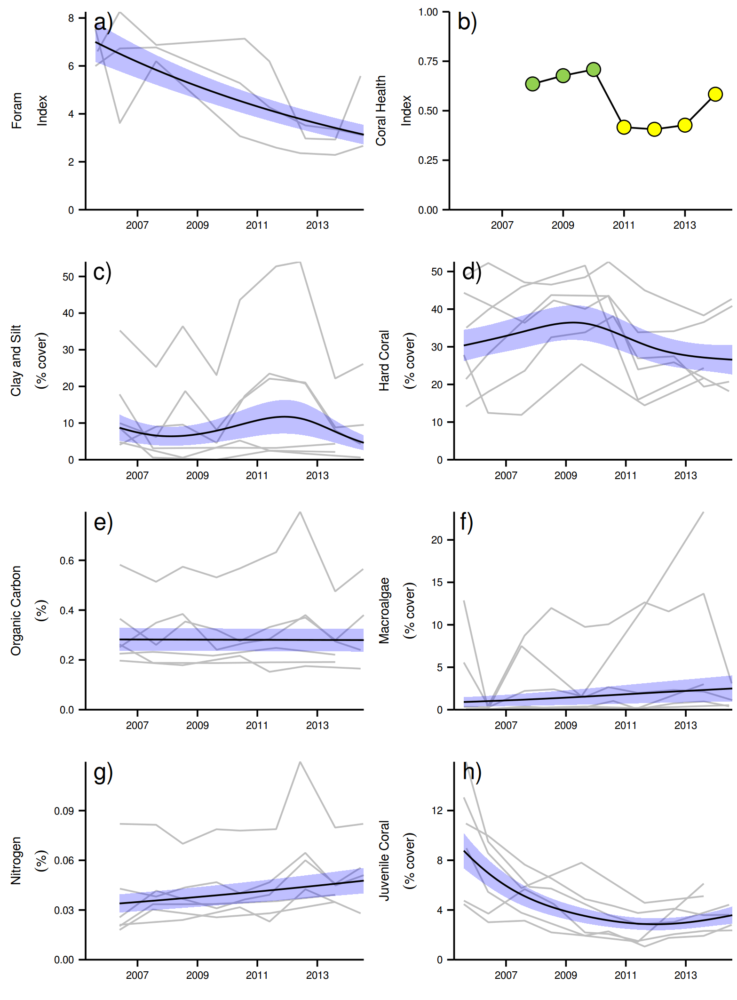 a)
8
6
4
2
0
Foram
Index
2007 2009 2011 2013
b)
1.00
0.75
0.50
0.25
0.00
Coral Health
Index
2007 2009 2011 2013
c)
50
40
30
20
10
0
Clay and Silt
(% cover)
2007 2009 2011 2013
d)
50
40
30
20
10
0
Hard Coral
(% cover)
2007 2009 2011 2013
e)
0.6
0.4
0.2
0.0
Organic Carbon
(%)
2007 2009 2011 2013
f)
20
15
10
5
0
Macroalgae
(% cover)
2007 2009 2011 2013
g)
0.09
0.06
0.03
0.00
Nitrogen
(%)
2007 2009 2011 2013
h)
12
8
4
0
Juvenile Coral
(% cover)
2007 2009 2011 2013